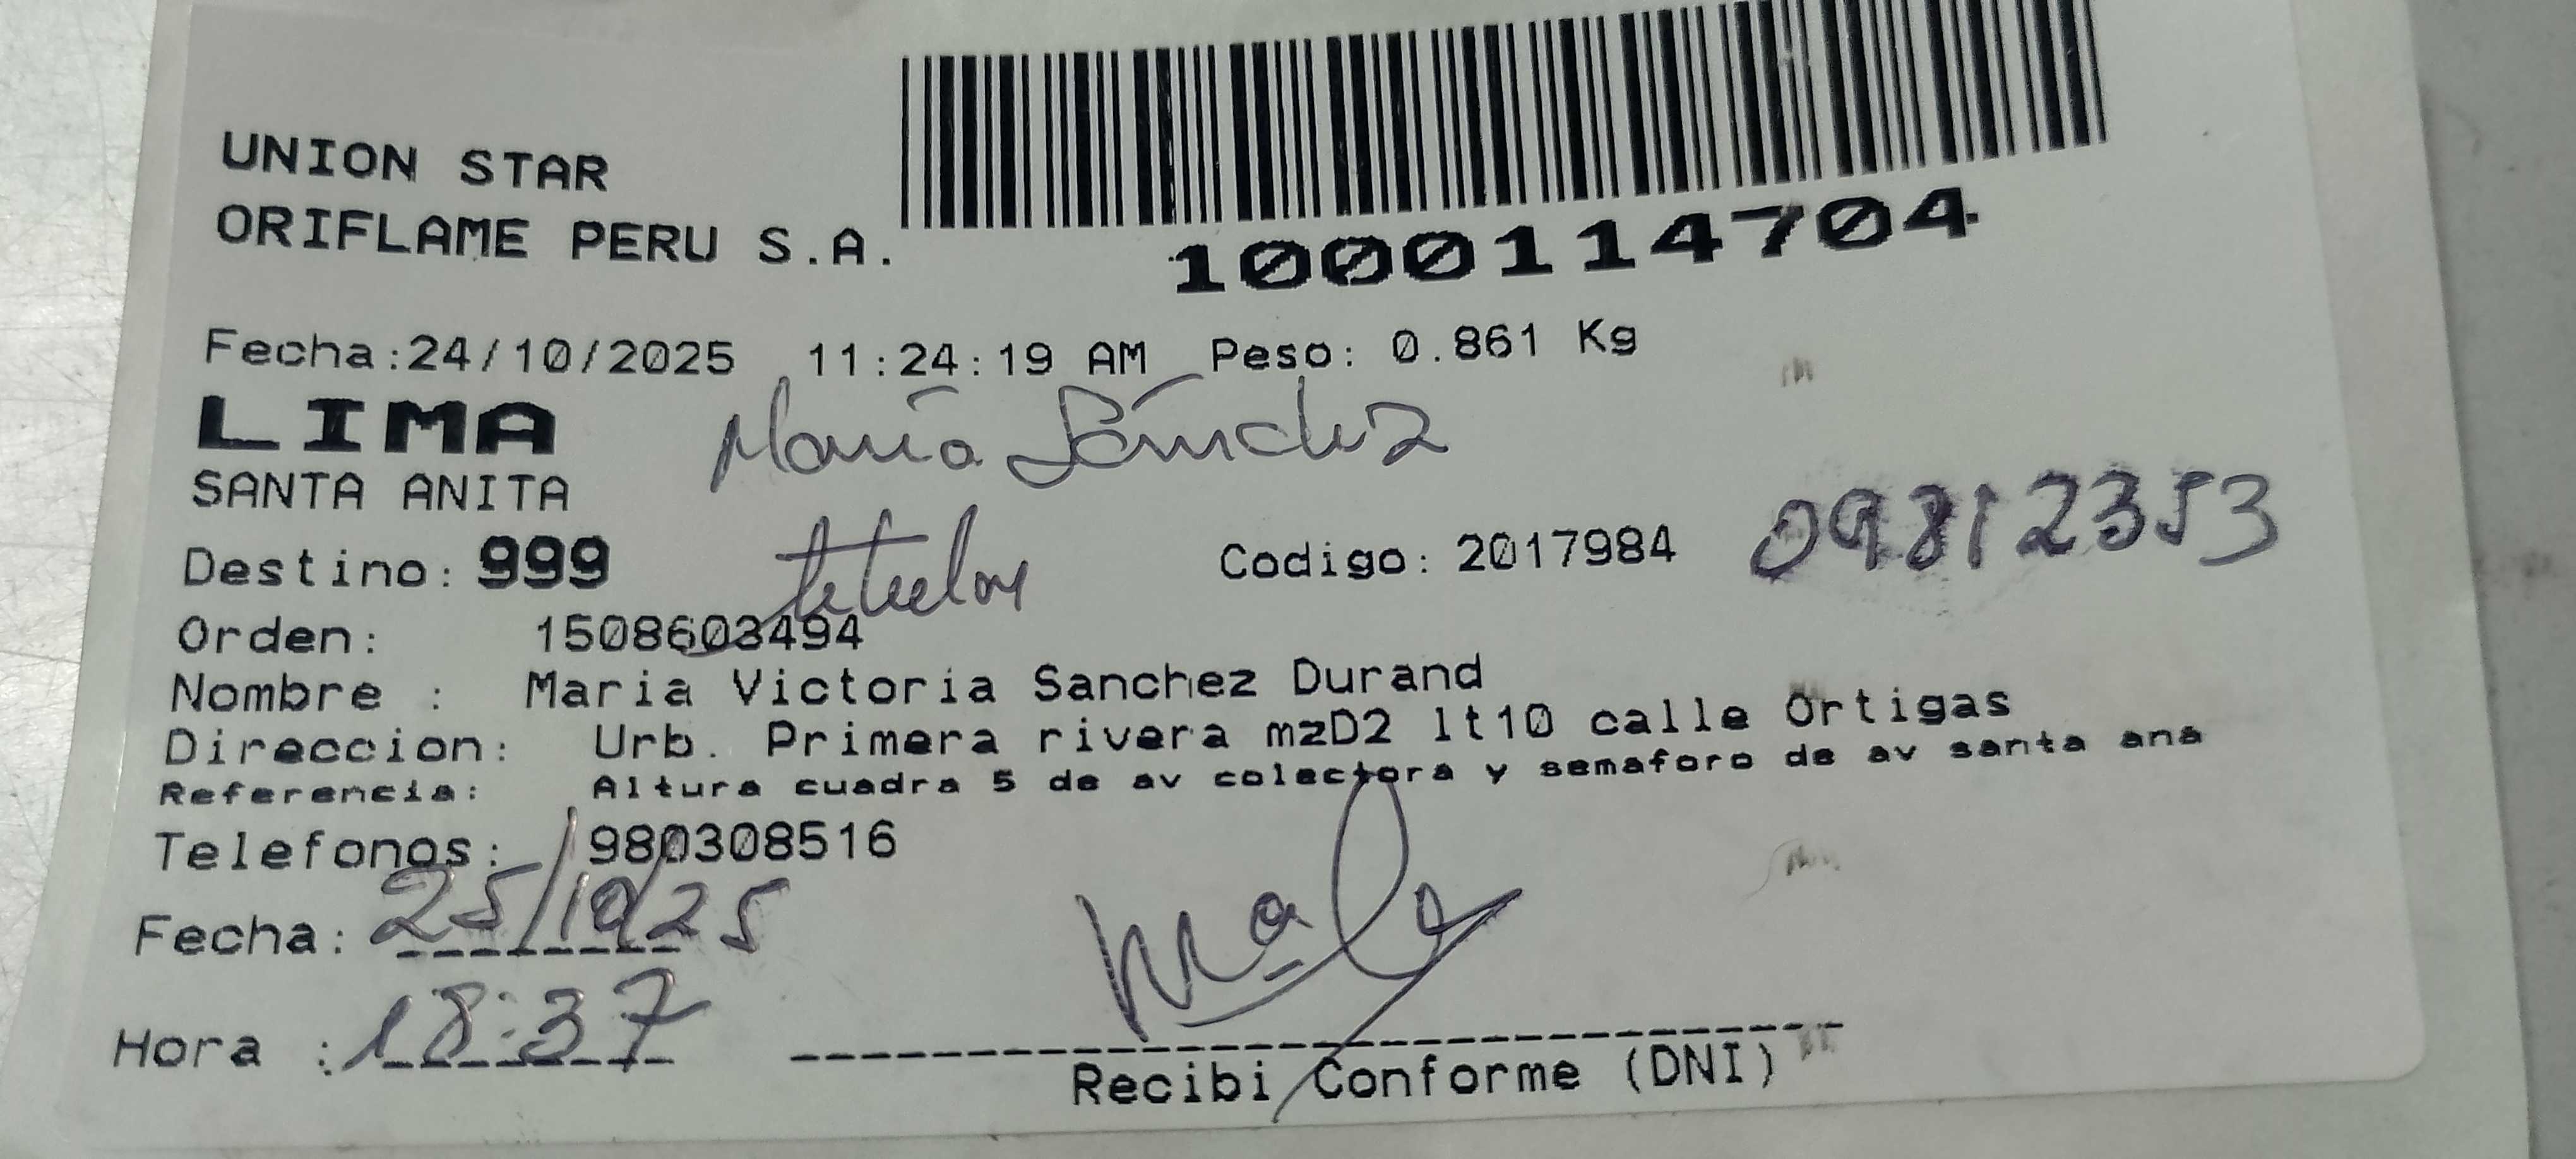 UNION STAR
ORIFLAME PERU S.A.
1000114704
Fecha:24/10/2025 11:24:19 AM Peso: 0.861 Kg
LIMA
María Sánchez
SANTA ANITA
09812353
Destino: 999
Codigo: 2017984
Orden: 1508603494
Nombre : Maria Victoria Sanchez Durand
Direccion: Urb. Primera rivera mzD2 lt10 calle Ortigas
Referencia: Altura cuadra 5 de av colectora y semaforo de av santa ana
Telefonos: 980308516
Fecha: 25/10/25
Hora : 18:37
Recibi Conforme (DNI)